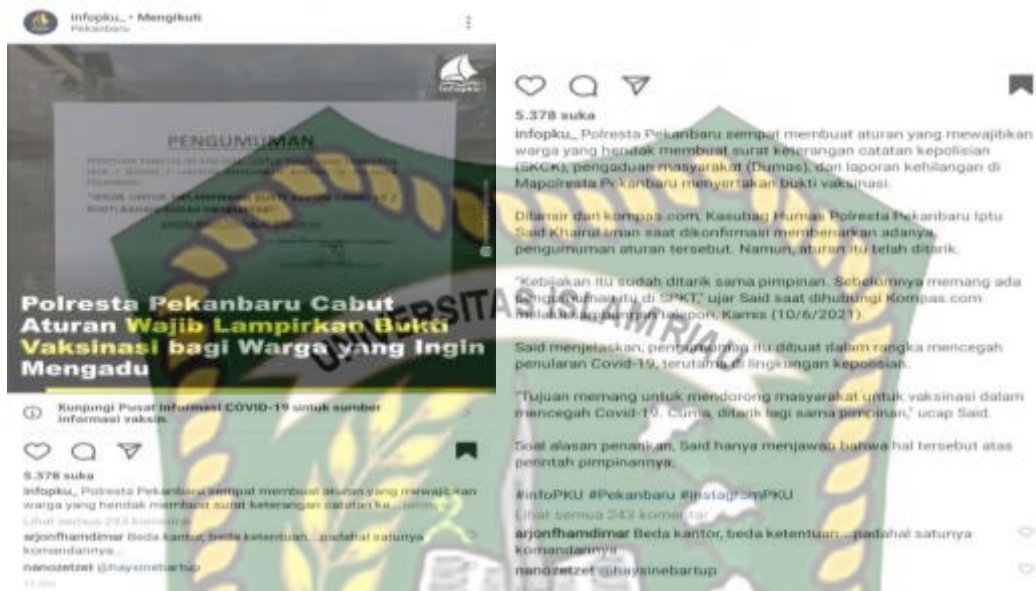 infopku_ • Mengikuti
Pekanbaru
infopku
PENGUMUMAN
Polresta Pekanbaru Cabut
Aturan Wajib Lampirkan Bukti
Vaksinasi bagi Warga yang Ingin
Mengadu
Kunjungi Pusat Informasi COVID-19 untuk sumber
informasi vaksin.
5.378 suka
infopku_ Polresta Pekanbaru sempat membuat aturan yang mewajibkan
warga yang hendak membuat surat keterangan catatan ke...
Lihat semua 243 komentar
arjonfhamdimar Beda kantor, beda ketentuan...padahal satunya
komandannya...
nanozetzet @haysinebartup
5.378 suka
infopku_ Polresta Pekanbaru sempat membuat aturan yang mewajibkan
warga yang hendak membuat surat keterangan catatan kepolisian
(SKCK), pengaduan masyarakat (Dumas), dan laporan kehilangan di
Mapolresta Pekanbaru menyertakan bukti vaksinasi.
Dilansir dari kompas.com, Kasubag Humas Polresta Pekanbaru Iptu
Said Khairul Iman saat dikonfirmasi membenarkan adanya
pengumuman aturan tersebut. Namun, aturan itu telah ditarik.
"Kebijakan itu sudah ditarik sama pimpinan. Sebelumnya memang ada
pengumuman itu di SPKT," ujar Said saat dihubungi Kompas.com
melalui sambungan telepon, Kamis (10/6/2021).
Said menjelaskan, pengumuman itu dibuat dalam rangka mencegah
penularan Covid-19, terutama di lingkungan kepolisian.
"Tujuan memang untuk mendorong masyarakat untuk vaksinasi dalam
mencegah Covid-19. Cuma, ditarik lagi sama pimpinan," ucap Said.
Soal alasan penarikan, Said hanya menjawab bahwa hal tersebut atas
perintah pimpinannya.
#infoPKU #Pekanbaru #instagramPKU
Lihat semua 243 komentar
arjonfhamdimar Beda kantor, beda ketentuan...padahal satunya
komandannya
nanozetzet @haysinebartup
UNIVERSITAS ISLAM RIAU